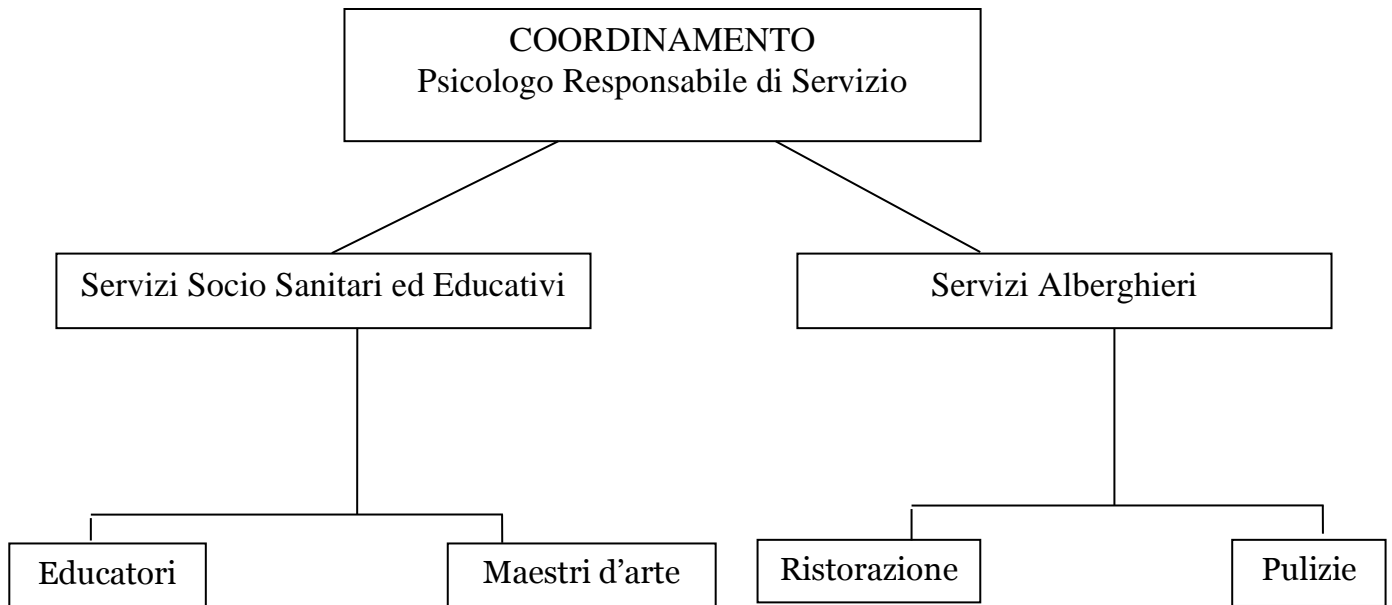 COORDINAMENTO
Psicologo Responsabile di Servizio
Servizi Socio Sanitari ed Educativi
Servizi Alberghieri
Educatori
Maestri d’arte
Ristorazione
Pulizie